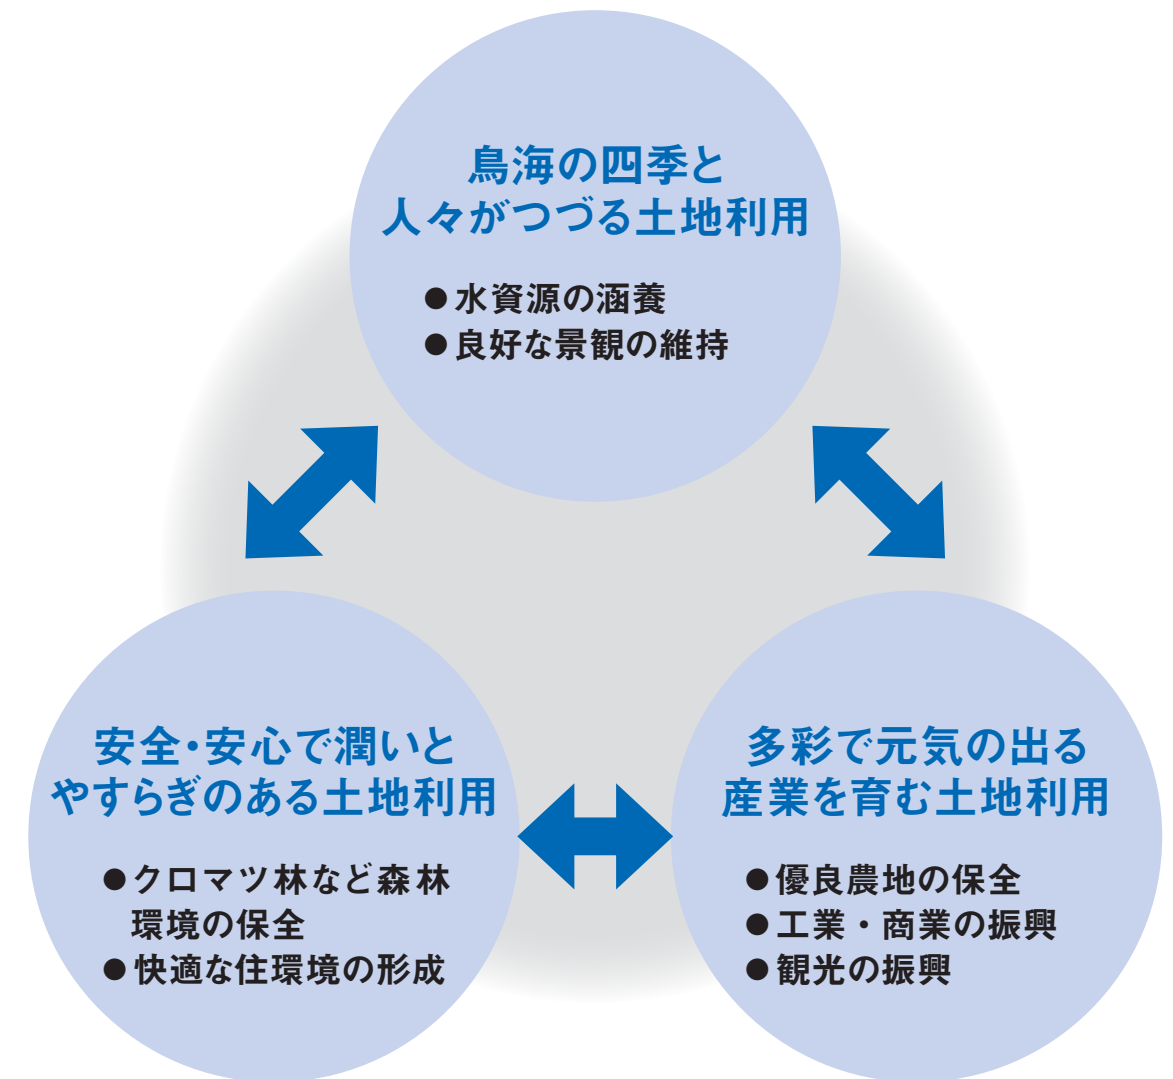 鳥海の四季と
人々がつづる土地利用
●水資源の涵養
●良好な景観の維持
安全・安心で潤いと
やすらぎのある土地利用
●クロマツ林など森林
環境の保全
●快適な住環境の形成
多彩で元気の出る
産業を育む土地利用
●優良農地の保全
●工業・商業の振興
●観光の振興